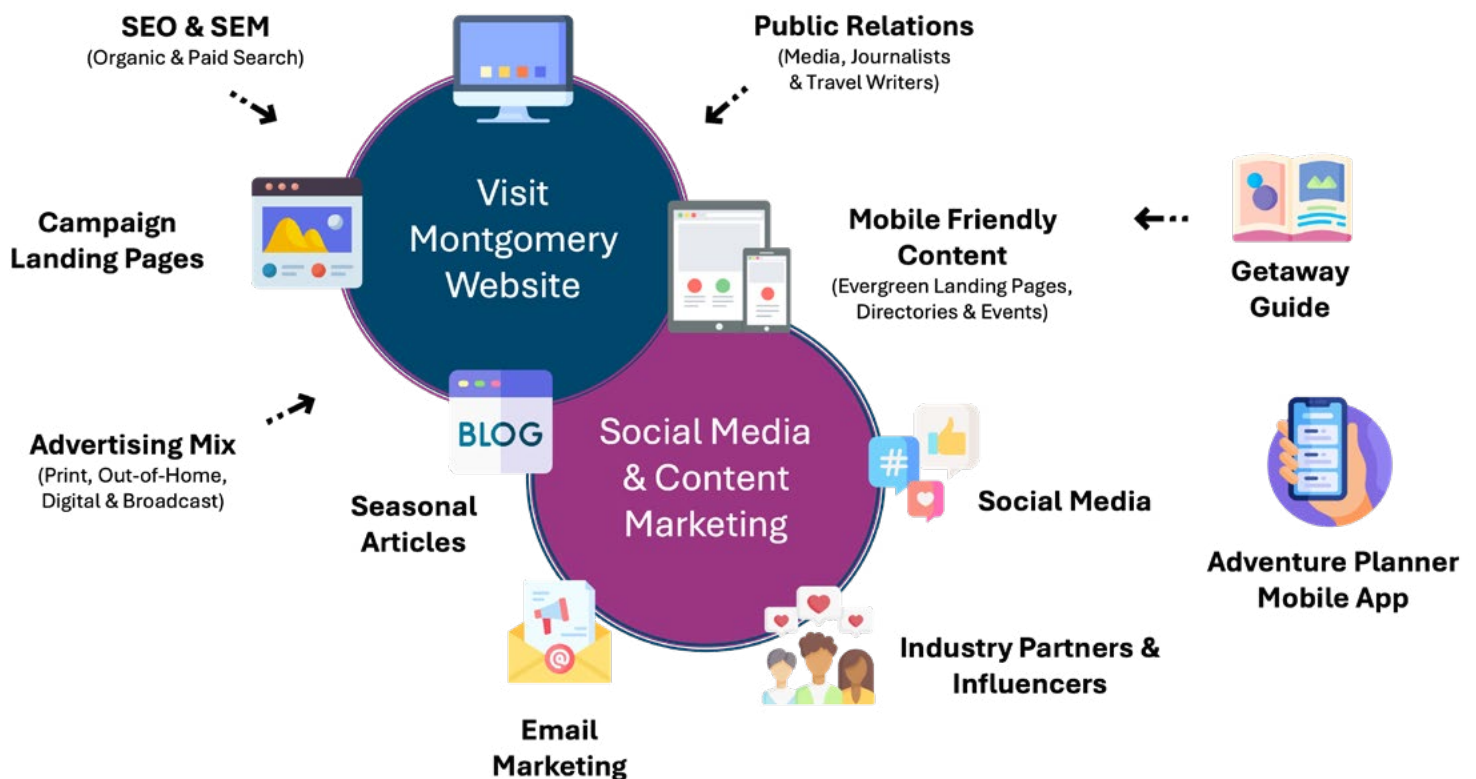 SEO & SEM
(Organic & Paid Search)
Public Relations
(Media, Journalists
& Travel Writers)
Visit
Montgomery
Website
Campaign
Landing Pages
Mobile Friendly
Content
(Evergreen Landing Pages,
Directories & Events)
Getaway
Guide
Advertising Mix
(Print, Out-of-Home,
Digital & Broadcast)
BLOG
Seasonal
Articles
Social Media
& Content
Marketing
#
Social Media
Adventure Planner
Mobile App
@
Email
Marketing
Industry Partners &
Influencers